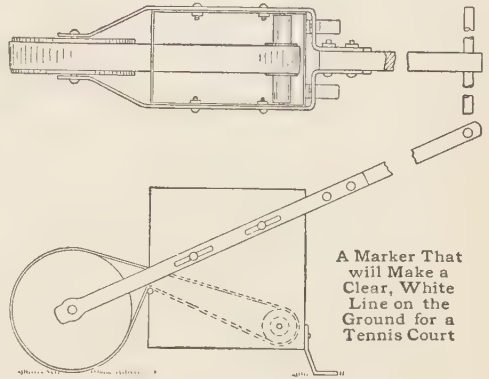 A Marker That
will Make a
Clear, White
Line on the
Ground for a
Tennis Court